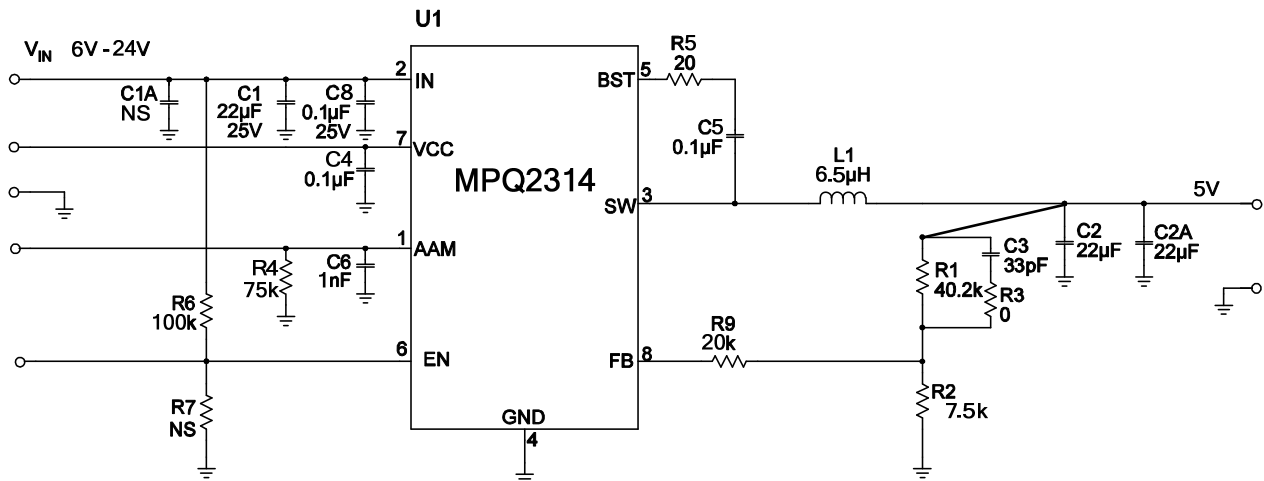 U1
V_IN 6V - 24V
2 IN
C1A
NS
C1
22µF
25V
C8
0.1µF
25V
7 VCC
C4
0.1µF
1 AAM
R4
75k
C6
1nF
R6
100k
6 EN
R7
NS
MPQ2314
GND
4
BST 5
R5
20
C5
0.1µF
SW 3
L1
6.5µH
5V
C2
22µF
C2A
22µF
C3
33pF
R1
40.2k
R3
0
FB 8
R9
20k
R2
7.5k